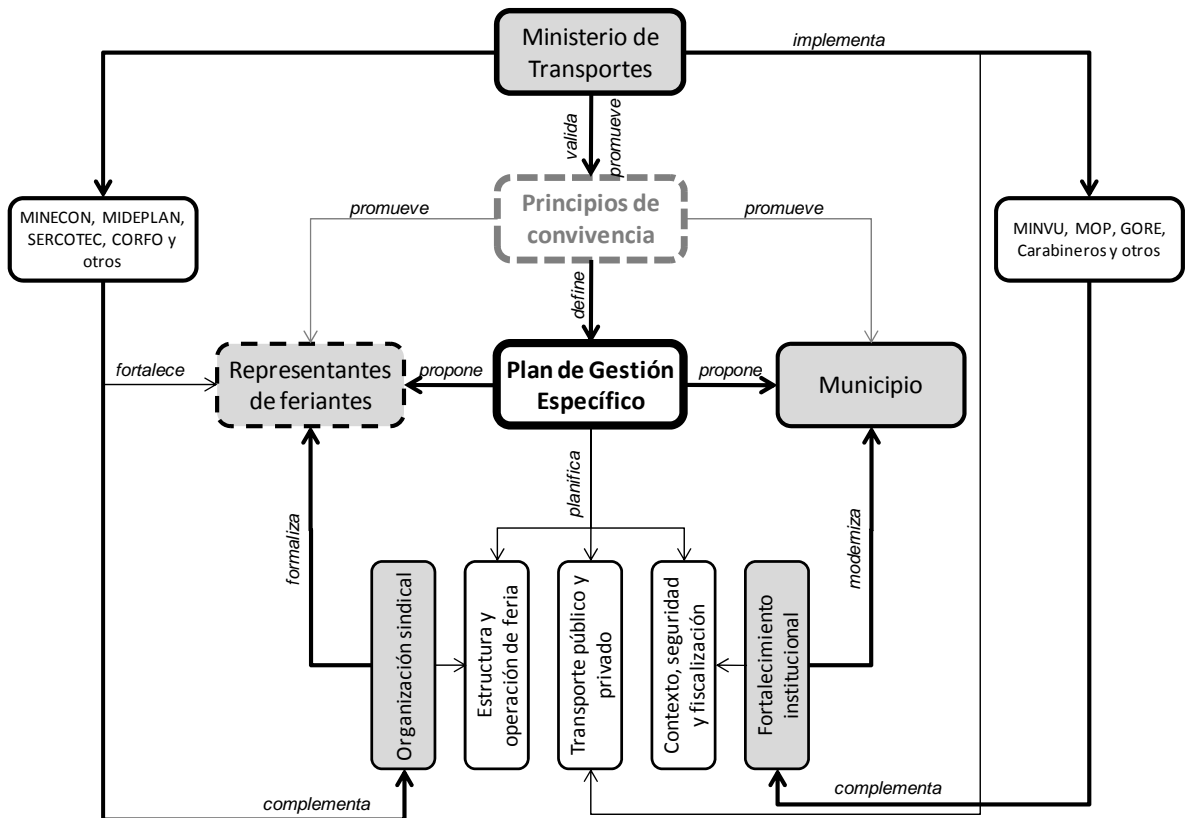 Ministerio de
Transportes
implementa
valida
promueve
promueve
Principios de
convivencia
promueve
MINECON, MIDEPLAN,
SERCOTEC, CORFO y
otros
MINVU, MOP, GORE,
Carabineros y otros
define
fortalece
Representantes
de feriantes
propone
Plan de Gestión
Específico
propone
Municipio
planifica
formaliza
moderniza
Organización sindical
Estructura y
operación de feria
Transporte público y
privado
Contexto, seguridad
y fiscalización
Fortalecimiento
institucional
complementa
complementa